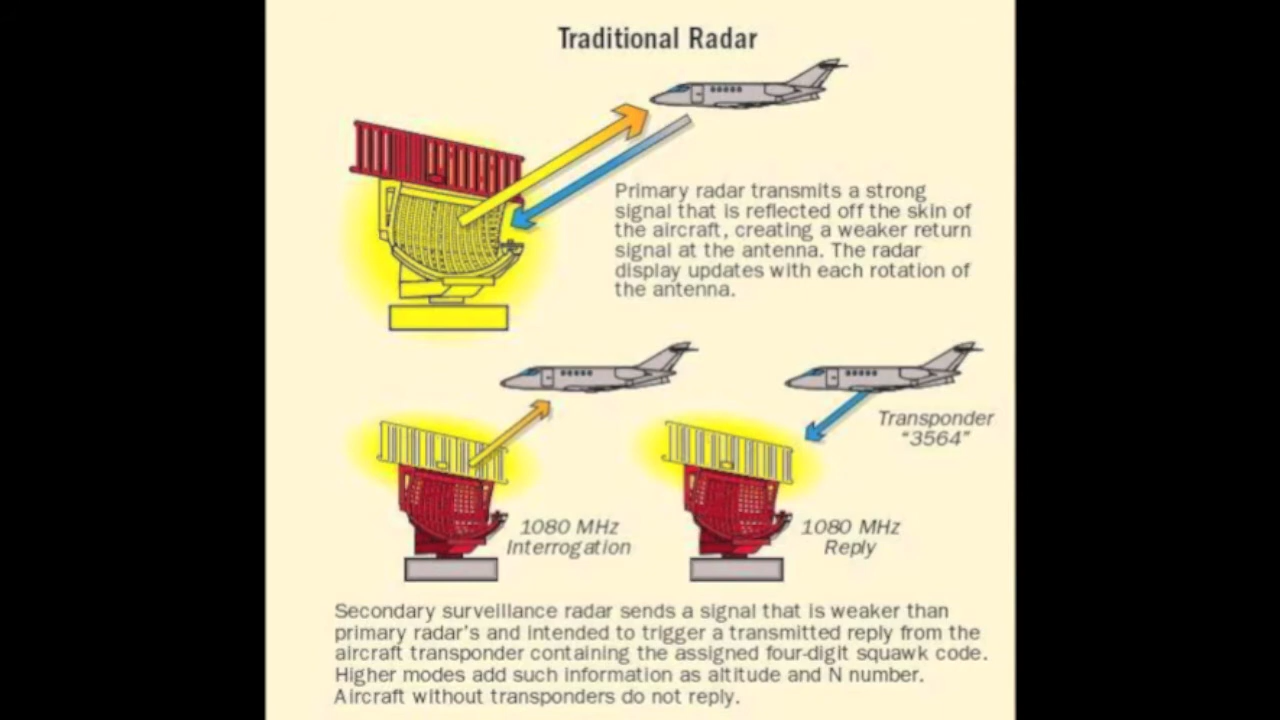 Traditional Radar
Primary radar transmits a strong
signal that is reflected off the skin of
the aircraft, creating a weaker return
signal at the antenna. The radar
display updates with each rotation of
the antenna.
Transponder
“3564”
1080 MHz
Interrogation
1080 MHz
Reply
Secondary surveillance radar sends a signal that is weaker than
primary radar's and intended to trigger a transmitted reply from the
aircraft transponder containing the assigned four-digit squawk code.
Higher modes add such information as altitude and N number.
Aircraft without transponders do not reply.